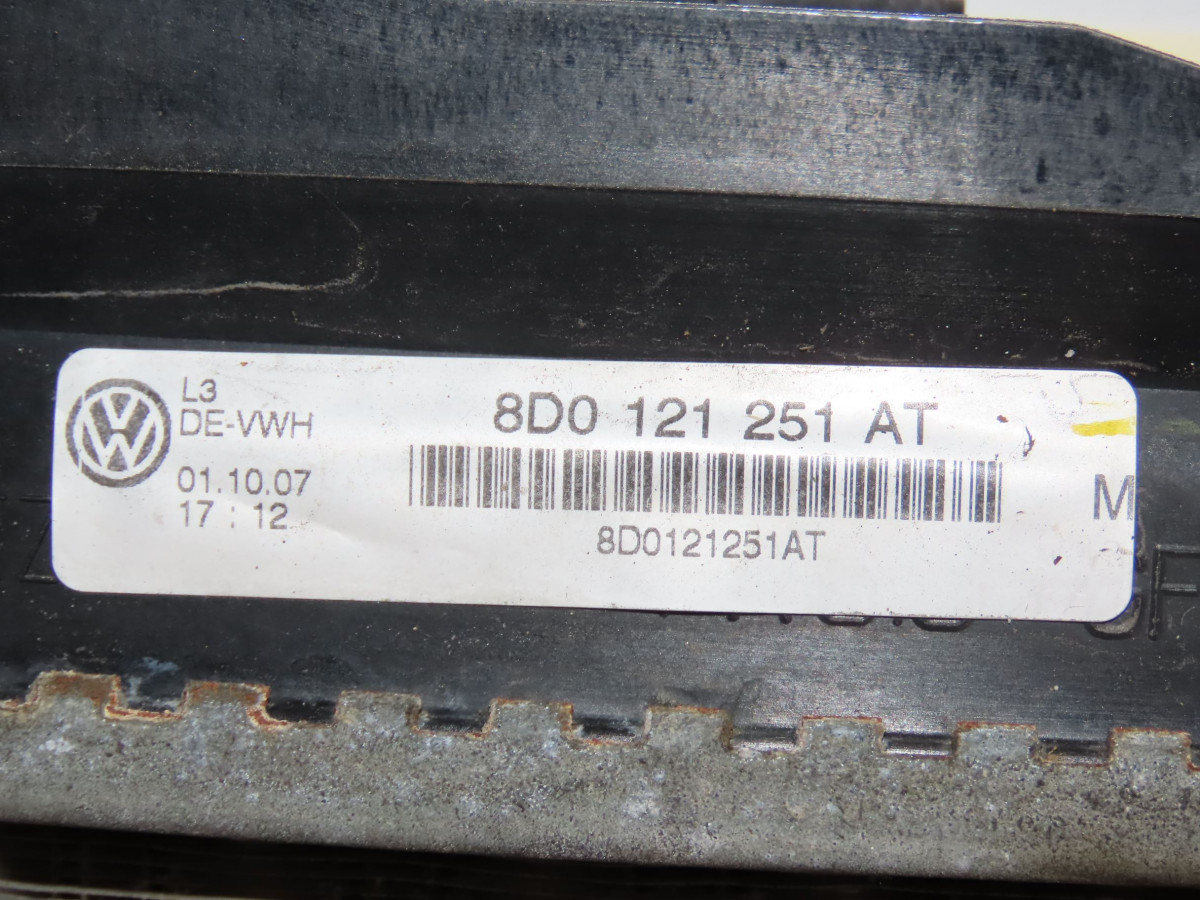 L3
DE-VWH
01.10.07
17 : 12
8D0 121 251 AT
8D0121251AT
M